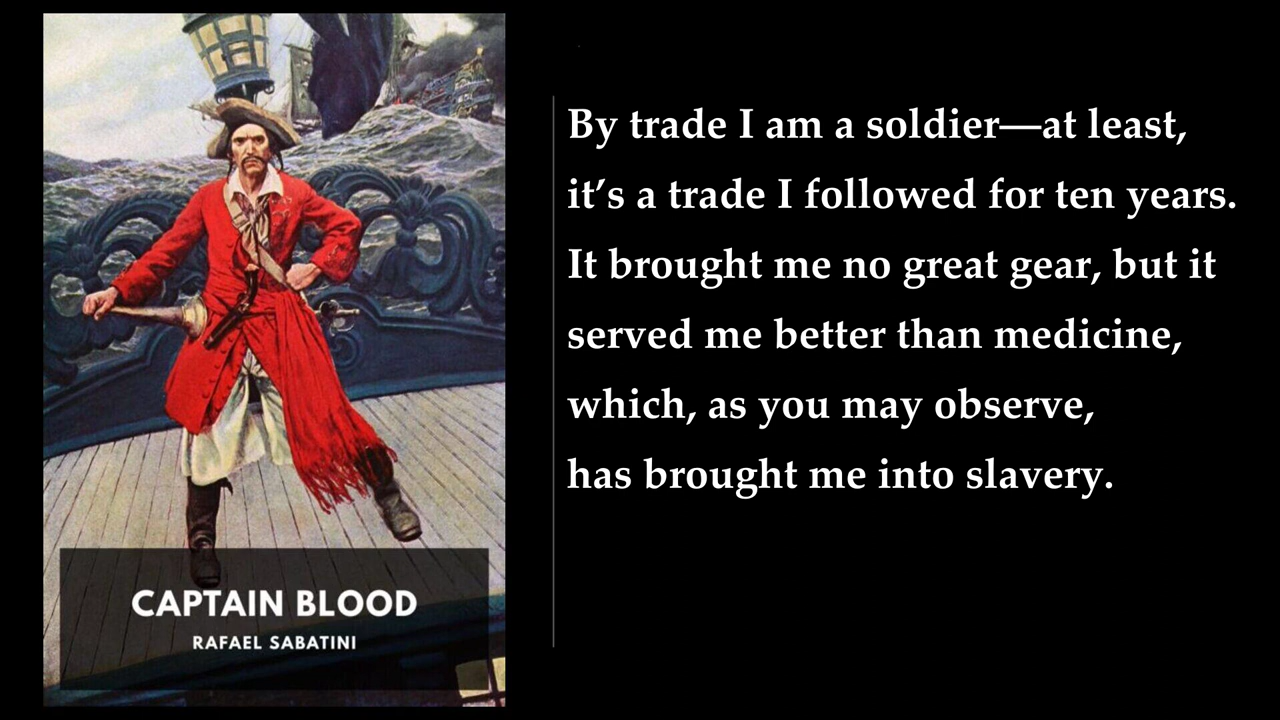 By trade I am a soldier—at least,
it’s a trade I followed for ten years.
It brought me no great gear, but it
served me better than medicine,
which, as you may observe,
has brought me into slavery.
CAPTAIN BLOOD
RAFAEL SABATINI